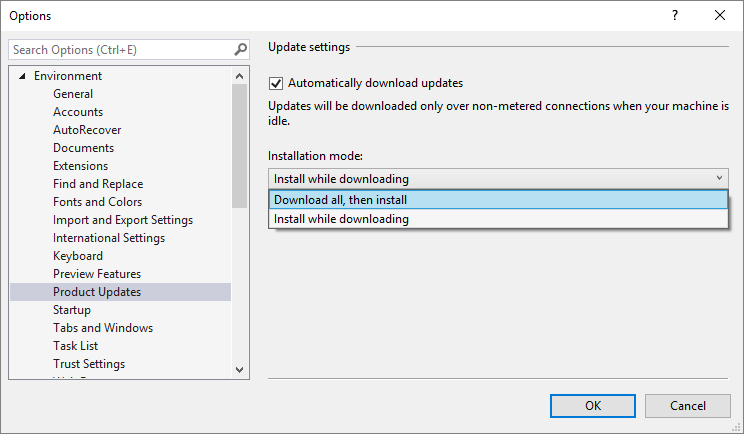 Options
?
Search Options (Ctrl+E)
Environment
General
Accounts
AutoRecover
Documents
Extensions
Find and Replace
Fonts and Colors
Import and Export Settings
International Settings
Keyboard
Preview Features
Product Updates
Startup
Tabs and Windows
Task List
Trust Settings
Update settings
Automatically download updates
Updates will be downloaded only over non-metered connections when your machine is
idle.
Installation mode:
Install while downloading
Download all, then install
Install while downloading
OK
Cancel